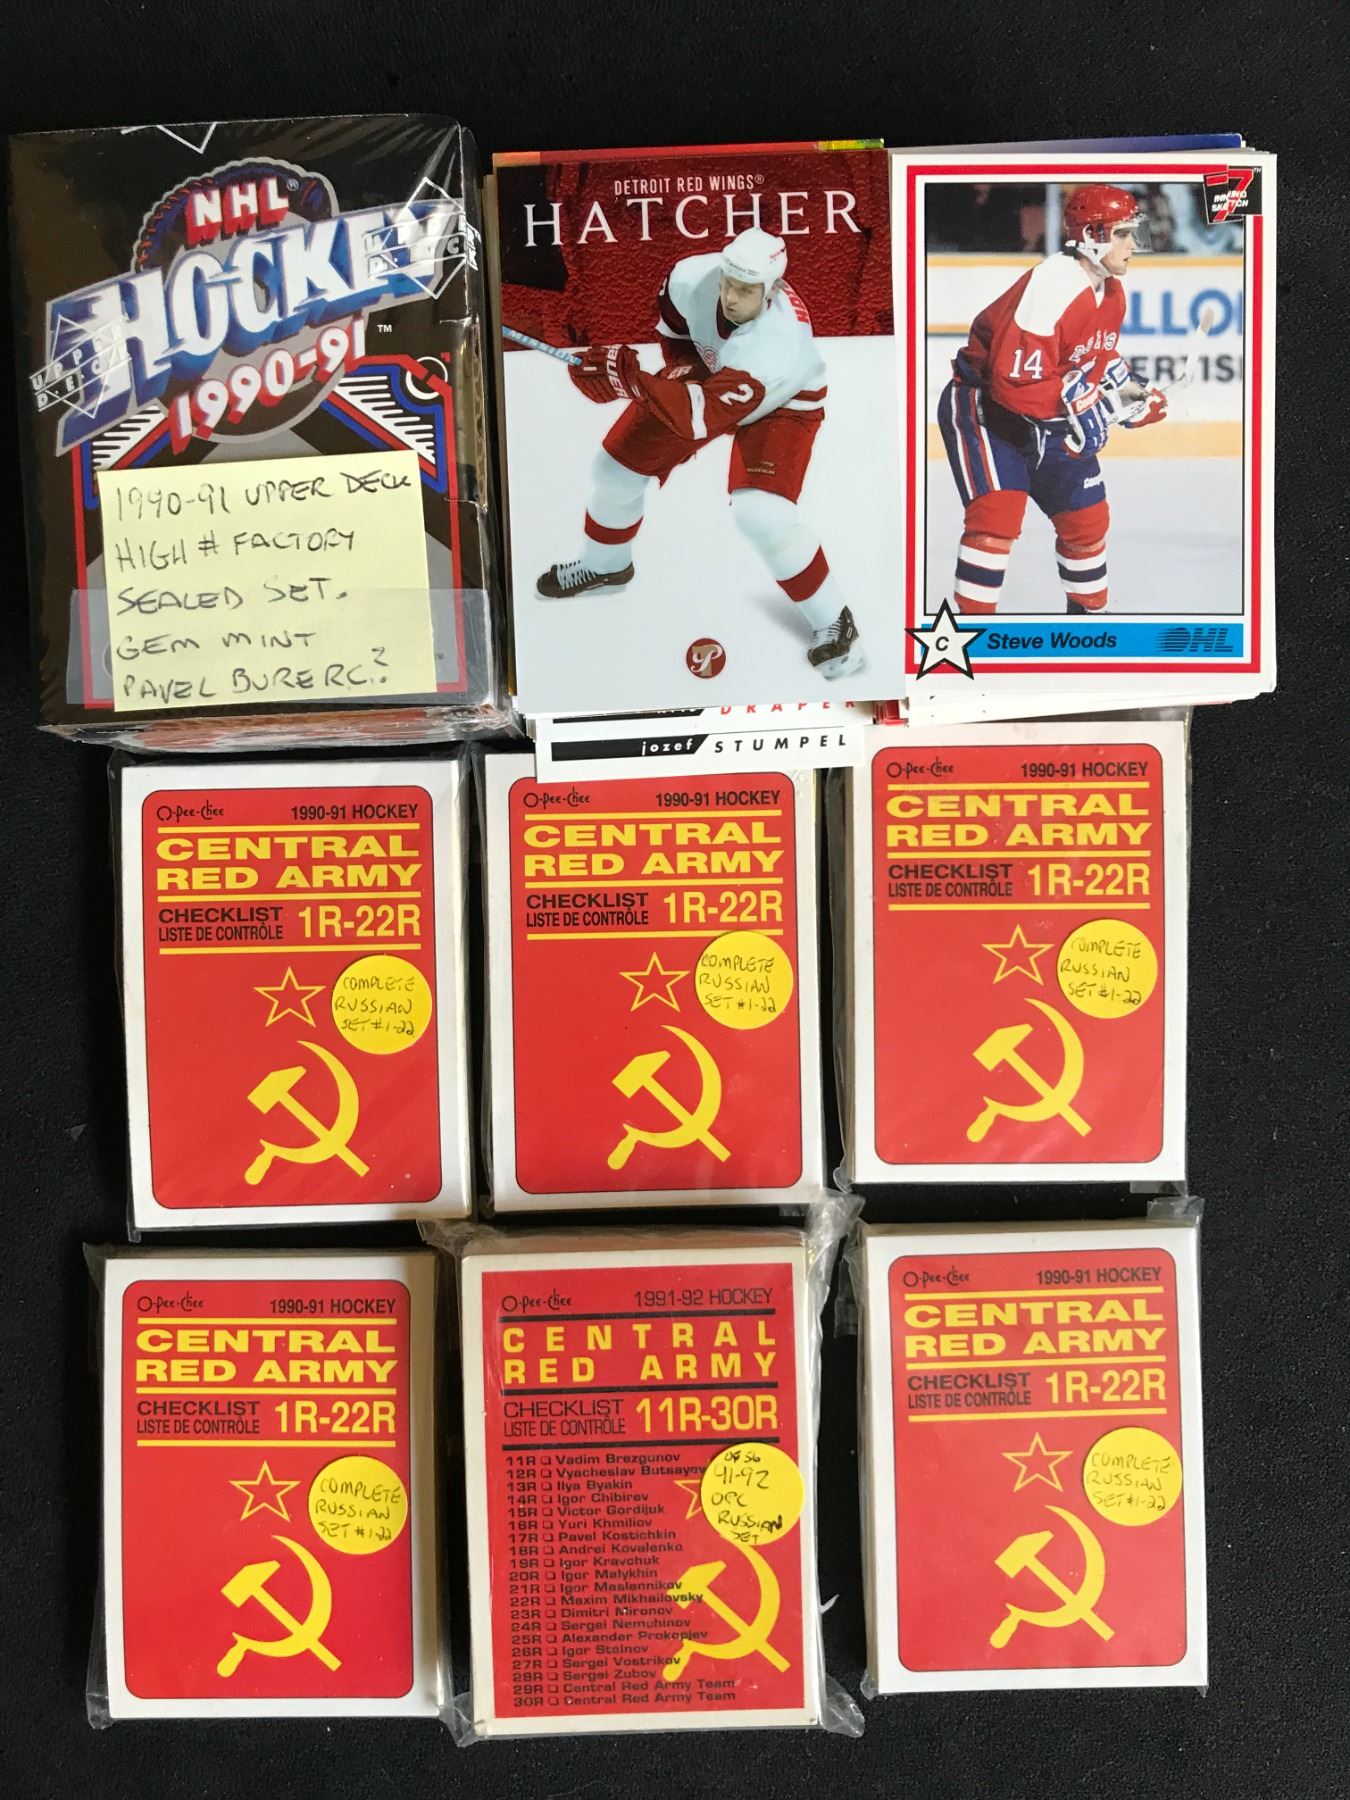 NHL®
HOCKEY
1990-91
™
UPPER DECK
UPPER DECK
1990-91 UPPER DECK
HIGH # FACTORY
SEALED SET.
GEM MINT
PAVEL BURE RC?
DETROIT RED WINGS®
HATCHER
2
DRAPER
jozef STUMPEL
7™
INNING
SKETCH
14
C
Steve Woods
OHL
O-Pee-Chee 1990-91 HOCKEY
CENTRAL
RED ARMY
CHECKLIST
LISTE DE CONTRÔLE 1R-22R
COMPLETE
RUSSIAN
SET #1-22
O-Pee-Chee 1990-91 HOCKEY
CENTRAL
RED ARMY
CHECKLIST
LISTE DE CONTRÔLE 1R-22R
COMPLETE
RUSSIAN
SET #1-22
O-Pee-Chee 1990-91 HOCKEY
CENTRAL
RED ARMY
CHECKLIST
LISTE DE CONTRÔLE 1R-22R
COMPLETE
RUSSIAN
SET #1-22
O-Pee-Chee 1990-91 HOCKEY
CENTRAL
RED ARMY
CHECKLIST
LISTE DE CONTRÔLE 1R-22R
COMPLETE
RUSSIAN
SET #1-22
O-Pee-Chee 1991-92 HOCKEY
CENTRAL
RED ARMY
CHECKLIST
LISTE DE CONTRÔLE 11R-30R
11R Vadim Brezgunov
12R Vyacheslav Butsayev
13R Ilya Byakin
14R Igor Chibirev
15R Victor Gordijuk
16R Yuri Khmiliov
17R Pavel Kostichkin
18R Andrei Kovalenko
19R Igor Kravchuk
20R Igor Malykhin
21R Igor Maslennikov
22R Maxim Mikhailovsky
23R Dimitri Mironov
24R Sergei Nemchinov
25R Alexander Prokopjev
26R Igor Stelnov
27R Sergei Vostrikov
28R Sergei Zubov
29R Central Red Army Team
30R Central Red Army Team
OPC
RUSSIAN
SET
O-Pee-Chee 1990-91 HOCKEY
CENTRAL
RED ARMY
CHECKLIST
LISTE DE CONTRÔLE 1R-22R
COMPLETE
RUSSIAN
SET #1-22